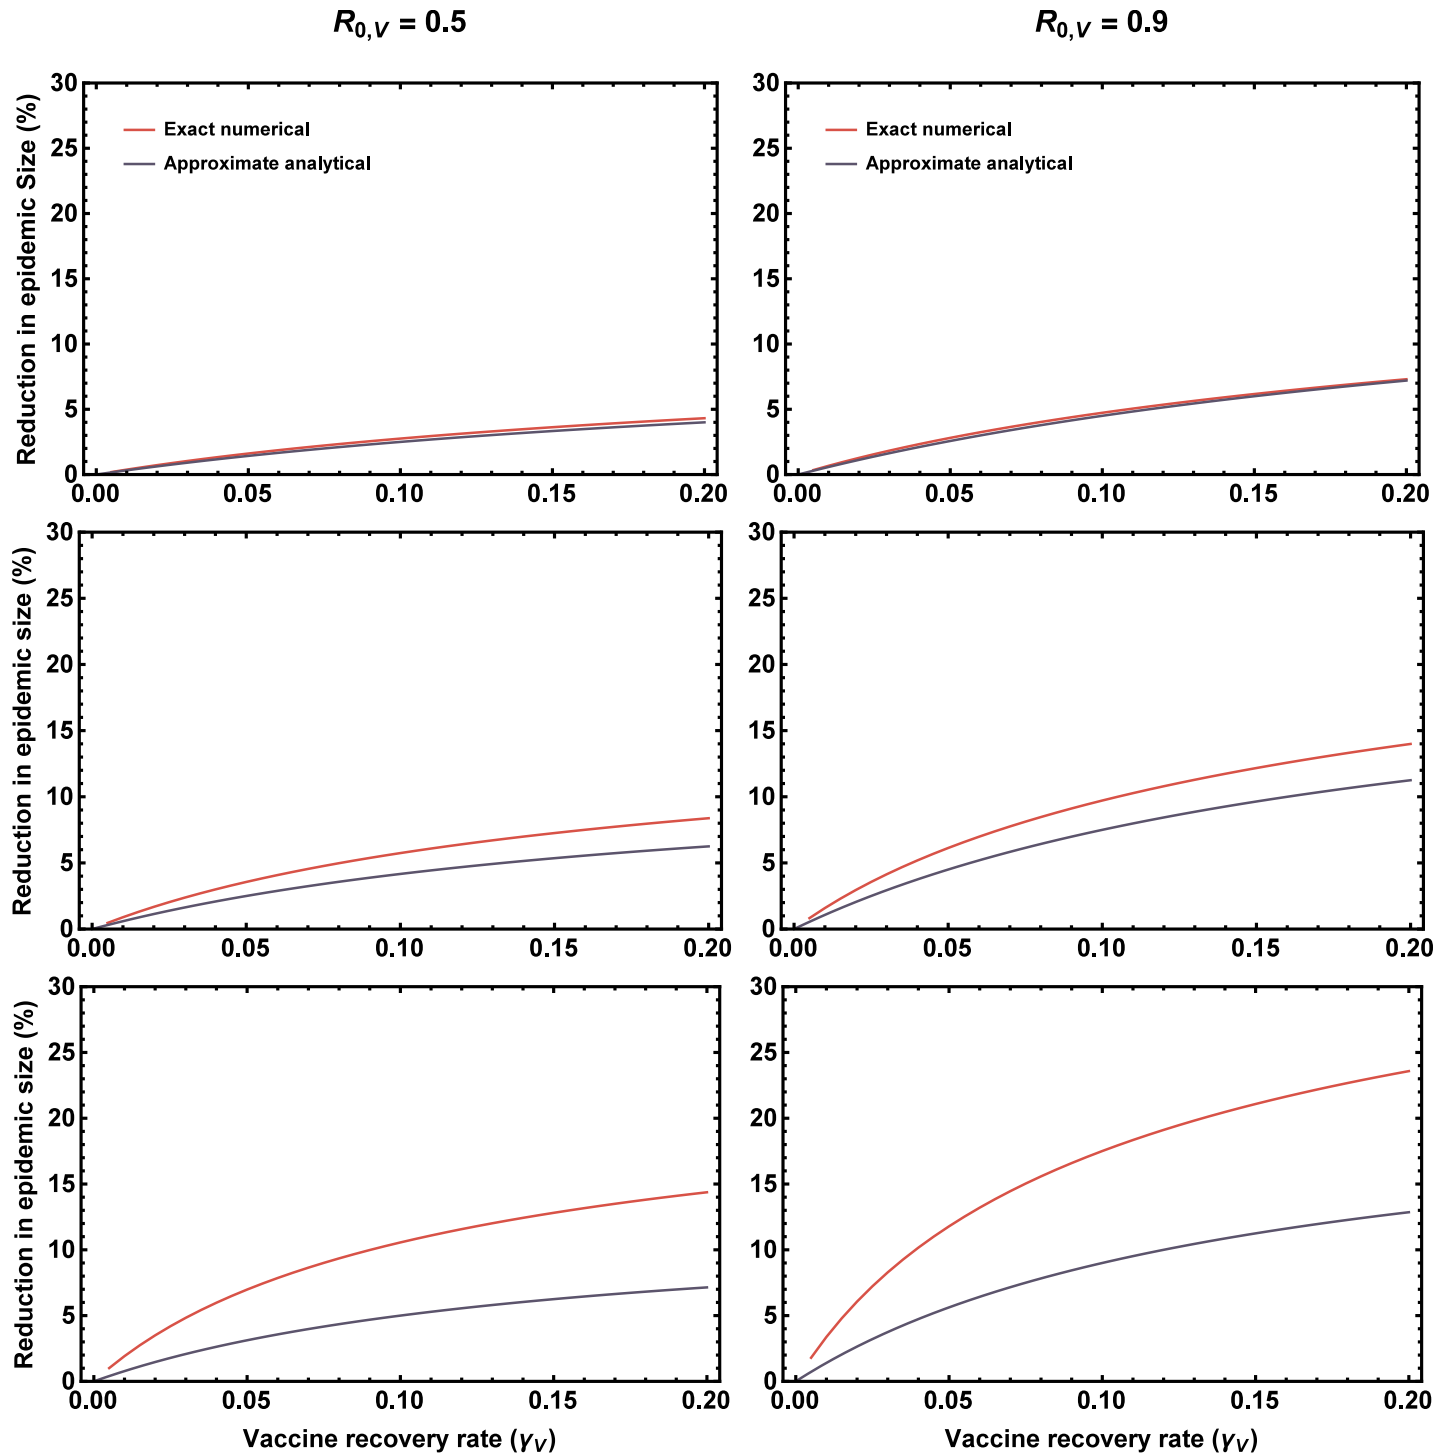 R0,V = 0.5
R0,V = 0.9
Reduction in epidemic Size (%)
30
25
20
15
10
5
0
Exact numerical
Approximate analytical
0.00 0.05 0.10 0.15 0.20
30
25
20
15
10
5
0
Exact numerical
Approximate analytical
0.00 0.05 0.10 0.15 0.20
Reduction in epidemic size (%)
30
25
20
15
10
5
0
0.00 0.05 0.10 0.15 0.20
30
25
20
15
10
5
0
0.00 0.05 0.10 0.15 0.20
Reduction in epidemic size (%)
30
25
20
15
10
5
0
0.00 0.05 0.10 0.15 0.20
Vaccine recovery rate (γV)
30
25
20
15
10
5
0
0.00 0.05 0.10 0.15 0.20
Vaccine recovery rate (γV)